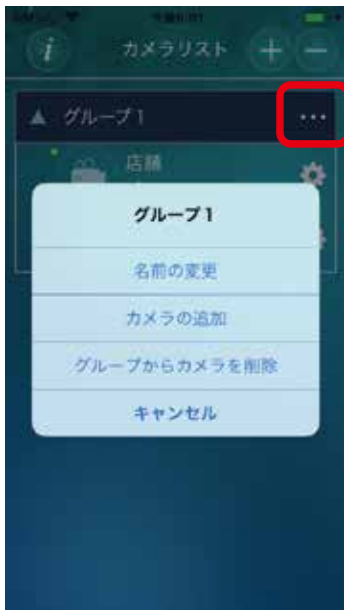 i カメラリスト + −
▲ グループ1 ...
店舗
グループ1
名前の変更
カメラの追加
グループからカメラを削除
キャンセル